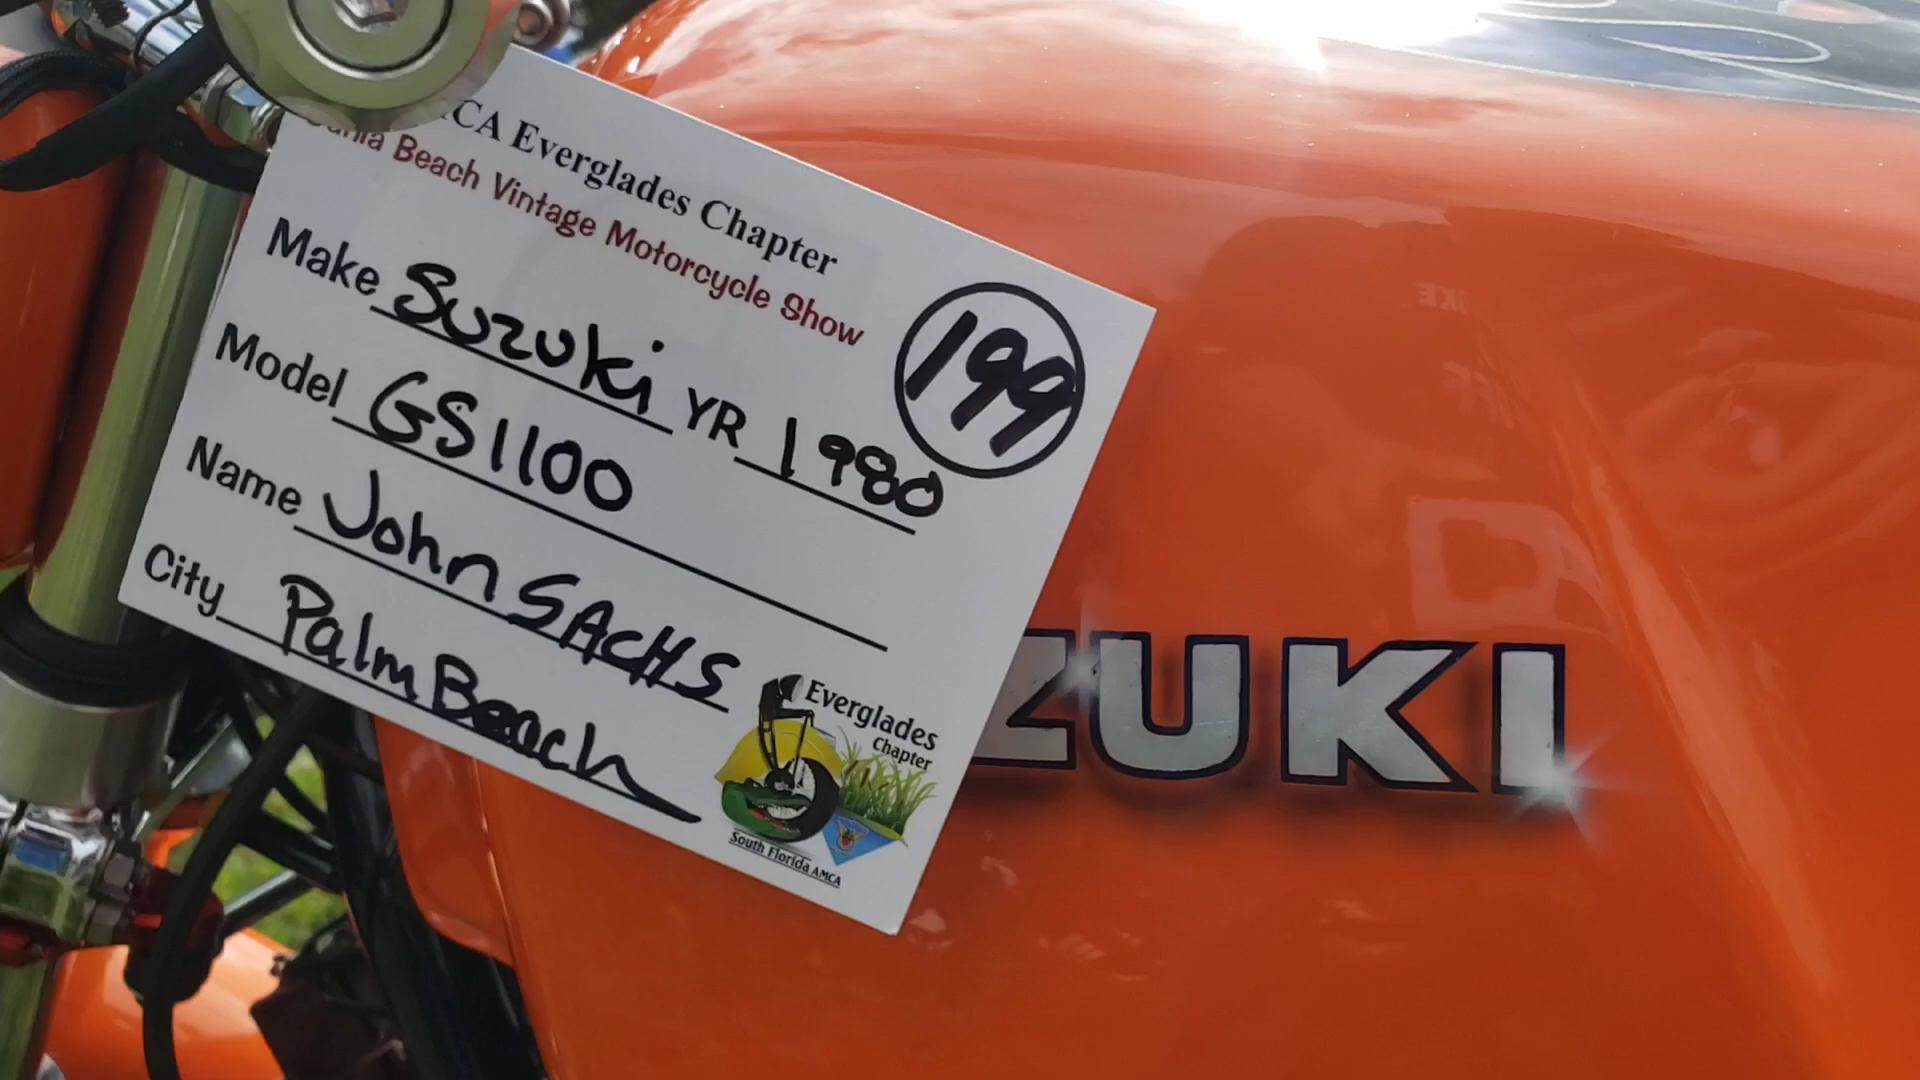 Everglades Chapter
Beach Vintage Motorcycle Show
199
Make Suzuki YR 1980
Model GS1100
Name John SACHS
City Palm Beach
Everglades
Chapter
South Florida AMCA
ZUKI